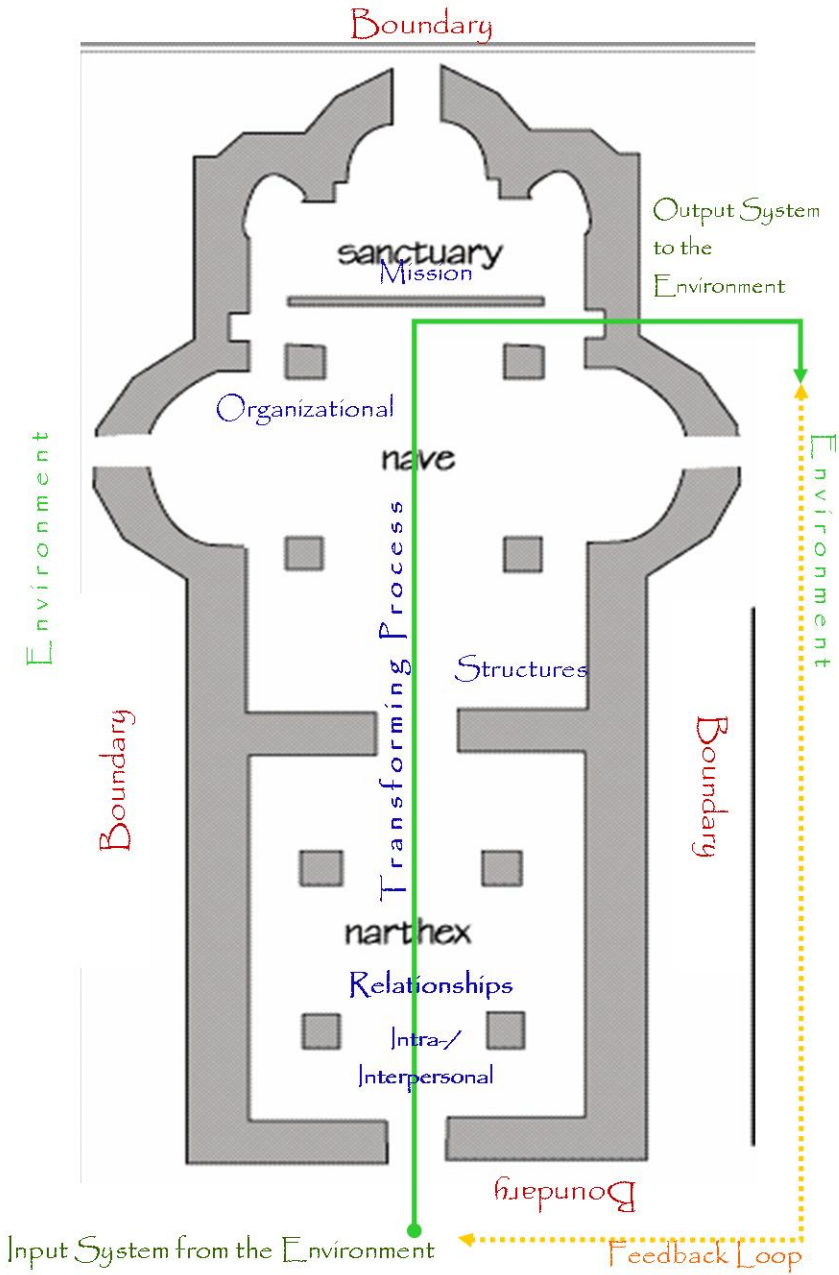 Boundary
Output System
to the
Environment
sanctuary
Mission
Organizational
nave
Environment
Environment
Transforming Process
Structures
Boundary
Boundary
narthex
Relationships
Intra-/
Interpersonal
Boundary
Input System from the Environment
Feedback Loop